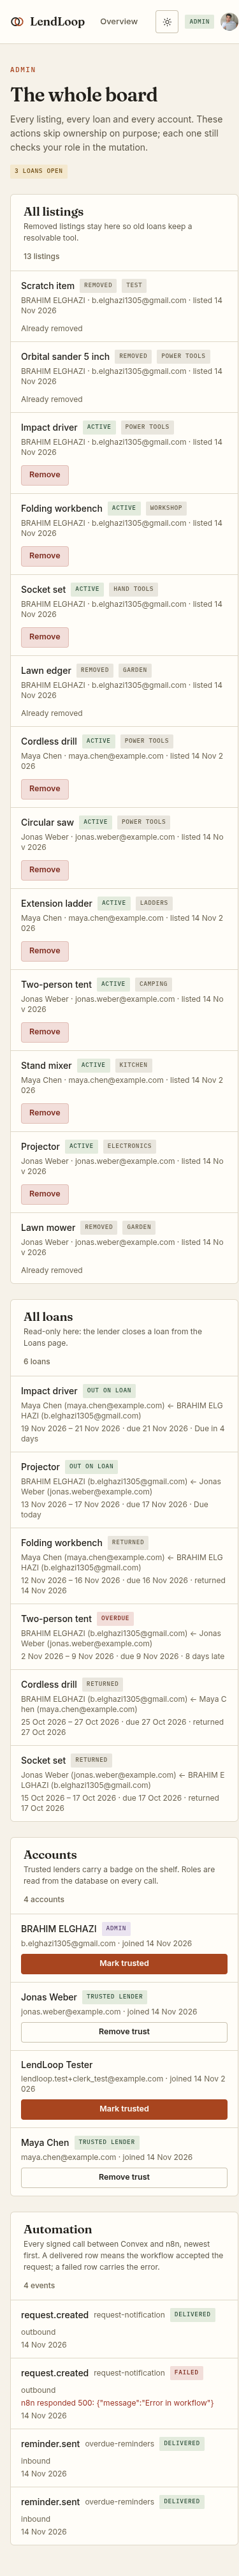 LendLoop Overview ADMIN
ADMIN
The whole board
Every listing, every loan and every account. These
actions skip ownership on purpose; each one still
checks your role in the mutation.
3 LOANS OPEN
All listings
Removed listings stay here so old loans keep a
resolvable tool.
13 listings
Scratch item REMOVED TEST
BRAHIM ELGHAZI · b.elghazi1305@gmail.com · listed 14
Nov 2026
Already removed
Orbital sander 5 inch REMOVED POWER TOOLS
BRAHIM ELGHAZI · b.elghazi1305@gmail.com · listed 14
Nov 2026
Already removed
Impact driver ACTIVE POWER TOOLS
BRAHIM ELGHAZI · b.elghazi1305@gmail.com · listed 14
Nov 2026
Remove
Folding workbench ACTIVE WORKSHOP
BRAHIM ELGHAZI · b.elghazi1305@gmail.com · listed 14
Nov 2026
Remove
Socket set ACTIVE HAND TOOLS
BRAHIM ELGHAZI · b.elghazi1305@gmail.com · listed 14
Nov 2026
Remove
Lawn edger REMOVED GARDEN
BRAHIM ELGHAZI · b.elghazi1305@gmail.com · listed 14
Nov 2026
Already removed
Cordless drill ACTIVE POWER TOOLS
Maya Chen · maya.chen@example.com · listed 14 Nov 2
026
Remove
Circular saw ACTIVE POWER TOOLS
Jonas Weber · jonas.weber@example.com · listed 14 No
v 2026
Remove
Extension ladder ACTIVE LADDERS
Maya Chen · maya.chen@example.com · listed 14 Nov 2
026
Remove
Two-person tent ACTIVE CAMPING
Jonas Weber · jonas.weber@example.com · listed 14 No
v 2026
Remove
Stand mixer ACTIVE KITCHEN
Maya Chen · maya.chen@example.com · listed 14 Nov 2
026
Remove
Projector ACTIVE ELECTRONICS
Jonas Weber · jonas.weber@example.com · listed 14 No
v 2026
Remove
Lawn mower REMOVED GARDEN
Jonas Weber · jonas.weber@example.com · listed 14 No
v 2026
Already removed
All loans
Read-only here: the lender closes a loan from the
Loans page.
6 loans
Impact driver OUT ON LOAN
Maya Chen (maya.chen@example.com) ← BRAHIM ELG
HAZI (b.elghazi1305@gmail.com)
19 Nov 2026 – 21 Nov 2026 · due 21 Nov 2026 · Due in 4
days
Projector OUT ON LOAN
BRAHIM ELGHAZI (b.elghazi1305@gmail.com) ← Jonas
Weber (jonas.weber@example.com)
13 Nov 2026 – 17 Nov 2026 · due 17 Nov 2026 · Due
today
Folding workbench RETURNED
Maya Chen (maya.chen@example.com) ← BRAHIM ELG
HAZI (b.elghazi1305@gmail.com)
12 Nov 2026 – 16 Nov 2026 · due 16 Nov 2026 · returned
14 Nov 2026
Two-person tent OVERDUE
BRAHIM ELGHAZI (b.elghazi1305@gmail.com) ← Jonas
Weber (jonas.weber@example.com)
2 Nov 2026 – 9 Nov 2026 · due 9 Nov 2026 · 8 days late
Cordless drill RETURNED
BRAHIM ELGHAZI (b.elghazi1305@gmail.com) ← Maya C
hen (maya.chen@example.com)
25 Oct 2026 – 27 Oct 2026 · due 27 Oct 2026 · returned
27 Oct 2026
Socket set RETURNED
Jonas Weber (jonas.weber@example.com) ← BRAHIM E
LGHAZI (b.elghazi1305@gmail.com)
15 Oct 2026 – 17 Oct 2026 · due 17 Oct 2026 · returned
17 Oct 2026
Accounts
Trusted lenders carry a badge on the shelf. Roles are
read from the database on every call.
4 accounts
BRAHIM ELGHAZI ADMIN
b.elghazi1305@gmail.com · joined 14 Nov 2026
Mark trusted
Jonas Weber TRUSTED LENDER
jonas.weber@example.com · joined 14 Nov 2026
Remove trust
LendLoop Tester
lendloop.test+clerk_test@example.com · joined 14 Nov 2
026
Mark trusted
Maya Chen TRUSTED LENDER
maya.chen@example.com · joined 14 Nov 2026
Remove trust
Automation
Every signed call between Convex and n8n, newest
first. A delivered row means the workflow accepted the
request; a failed row carries the error.
4 events
request.created request-notification DELIVERED
outbound
14 Nov 2026
request.created request-notification FAILED
outbound
n8n responded 500: {"message":"Error in workflow"}
14 Nov 2026
reminder.sent overdue-reminders DELIVERED
inbound
14 Nov 2026
reminder.sent overdue-reminders DELIVERED
inbound
14 Nov 2026